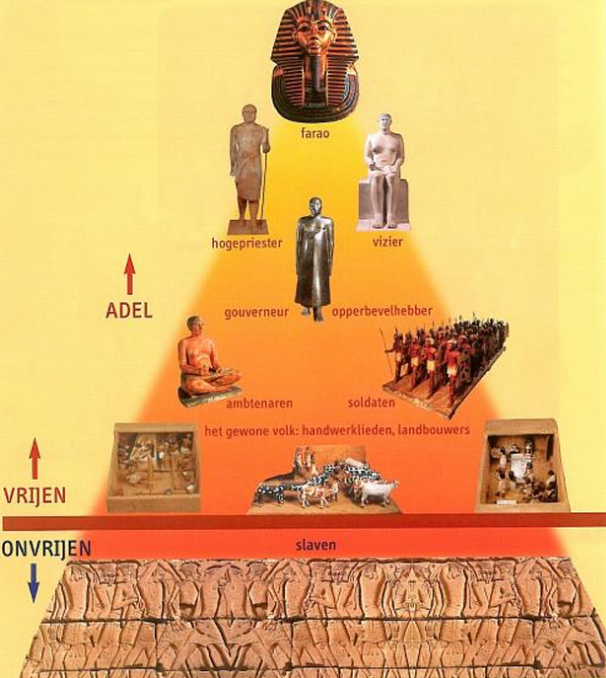 farao
hogepriester
vizier
ADEL
gouverneur
opperbevelhebber
ambtenaren
soldaten
het gewone volk: handwerklieden, landbouwers
VRIJEN
ONVRIJEN
slaven